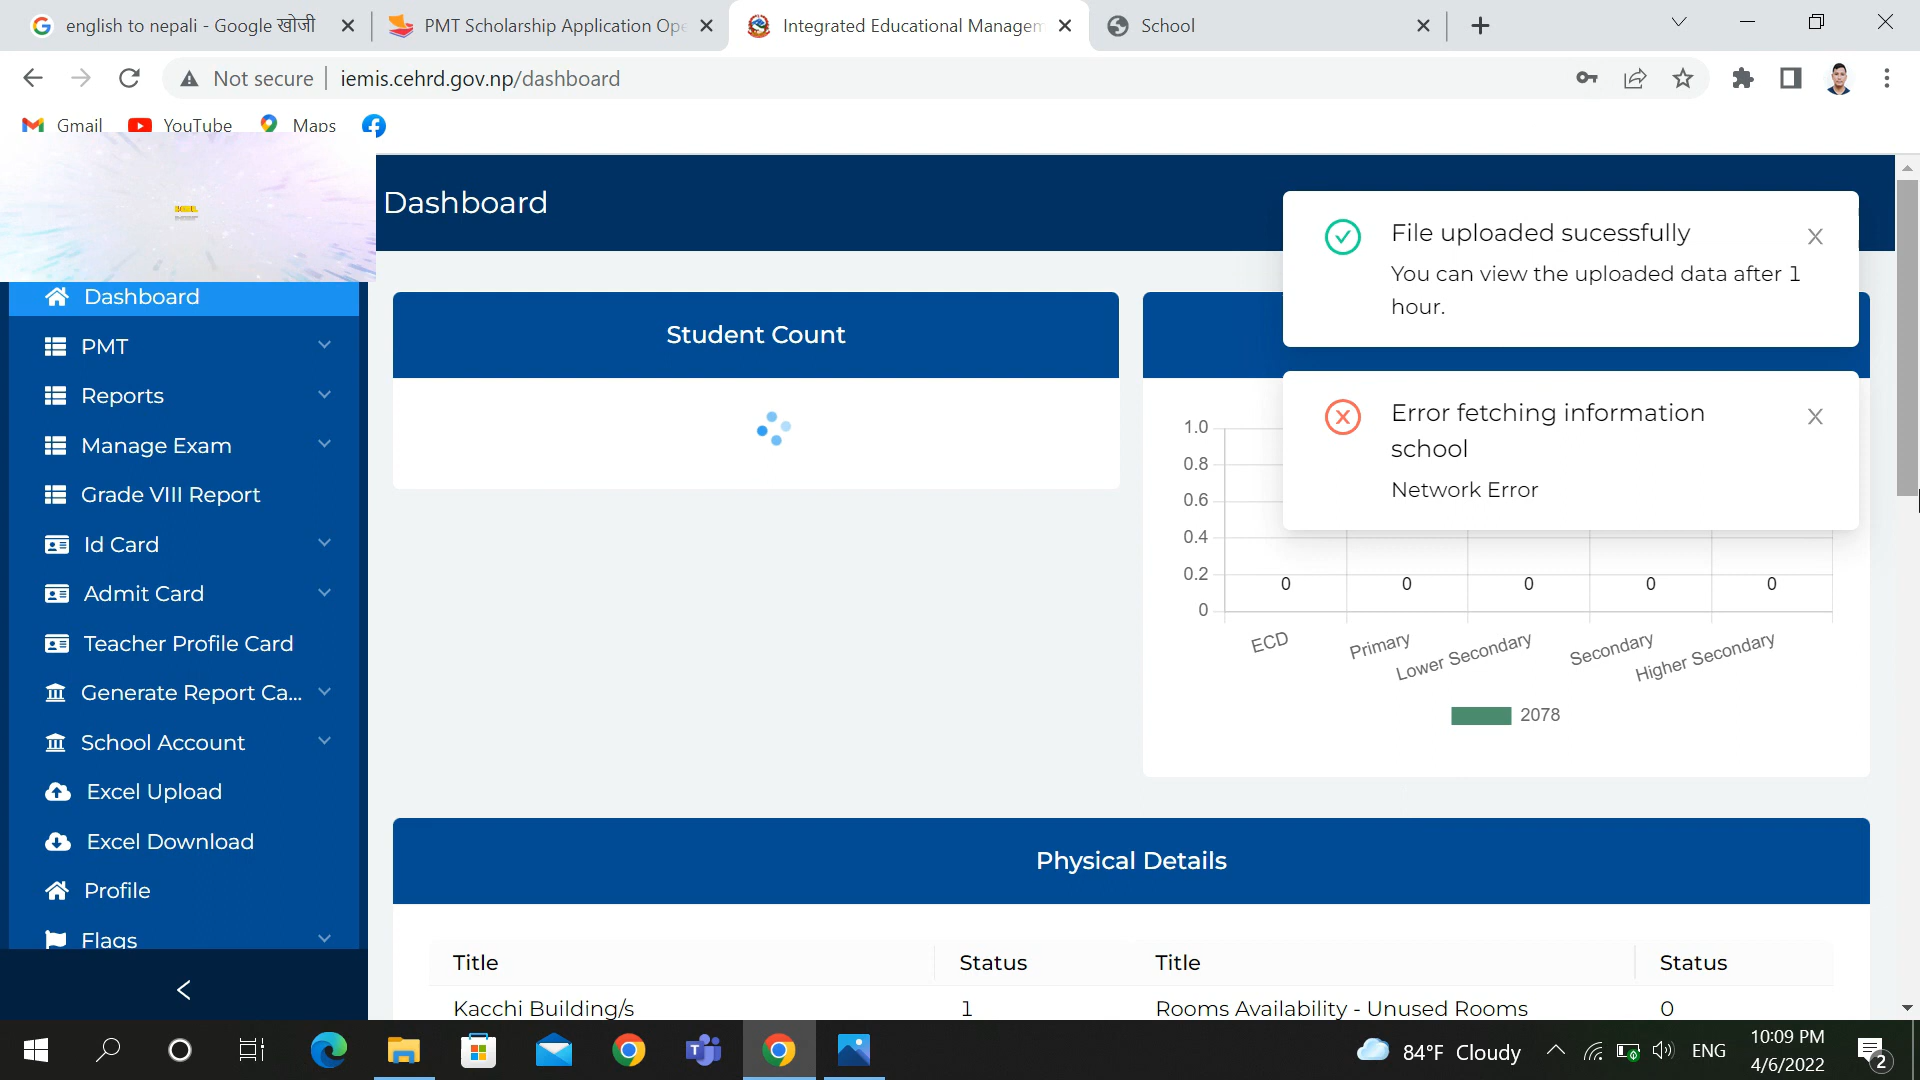 english to nepali - Google खोजी
PMT Scholarship Application Ope
Integrated Educational Managem
School
Not secure
iemis.cehrd.gov.np/dashboard
Gmail
YouTube
Maps
Dashboard
File uploaded sucessfully
You can view the uploaded data after 1
hour.
Error fetching information
school
Network Error
Dashboard
PMT
Reports
Manage Exam
Grade VIII Report
Id Card
Admit Card
Teacher Profile Card
Generate Report Ca...
School Account
Excel Upload
Excel Download
Profile
Flags
Student Count
1.0
0.8
0.6
0.4
0.2
0
0 0 0 0 0
ECD Primary Lower Secondary Secondary Higher Secondary
2078
Physical Details
Title Status Title Status
Kacchi Building/s 1 Rooms Availability - Unused Rooms 0
84°F Cloudy
ENG
10:09 PM
4/6/2022
2